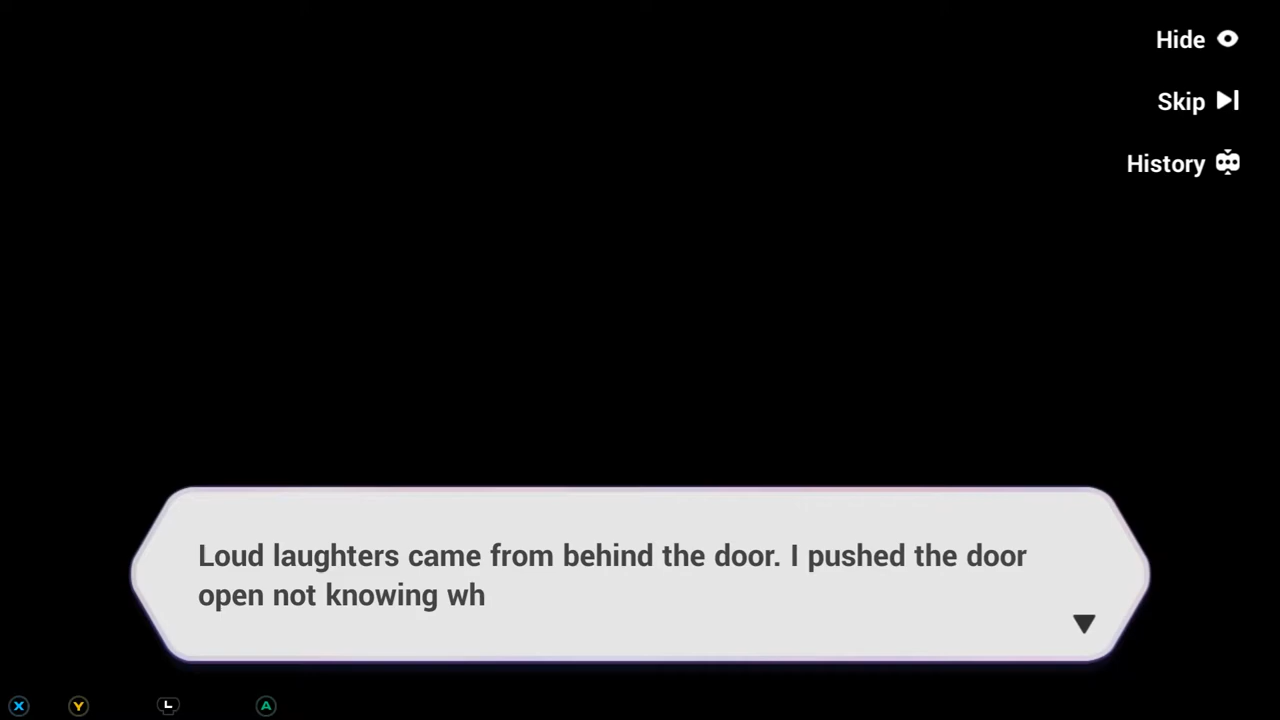 Hide
Skip
History
Loud laughters came from behind the door. I pushed the door
open not knowing wh
X Y L A